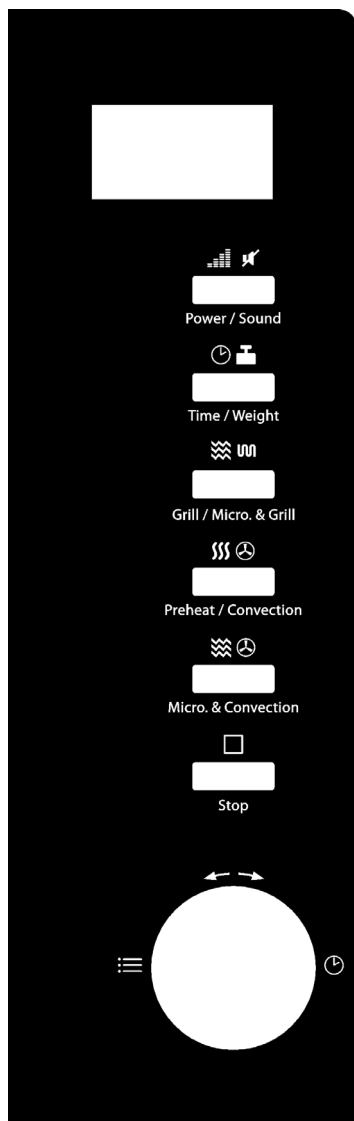 Power / Sound
Time / Weight
Grill / Micro. & Grill
Preheat / Convection
Micro. & Convection
Stop